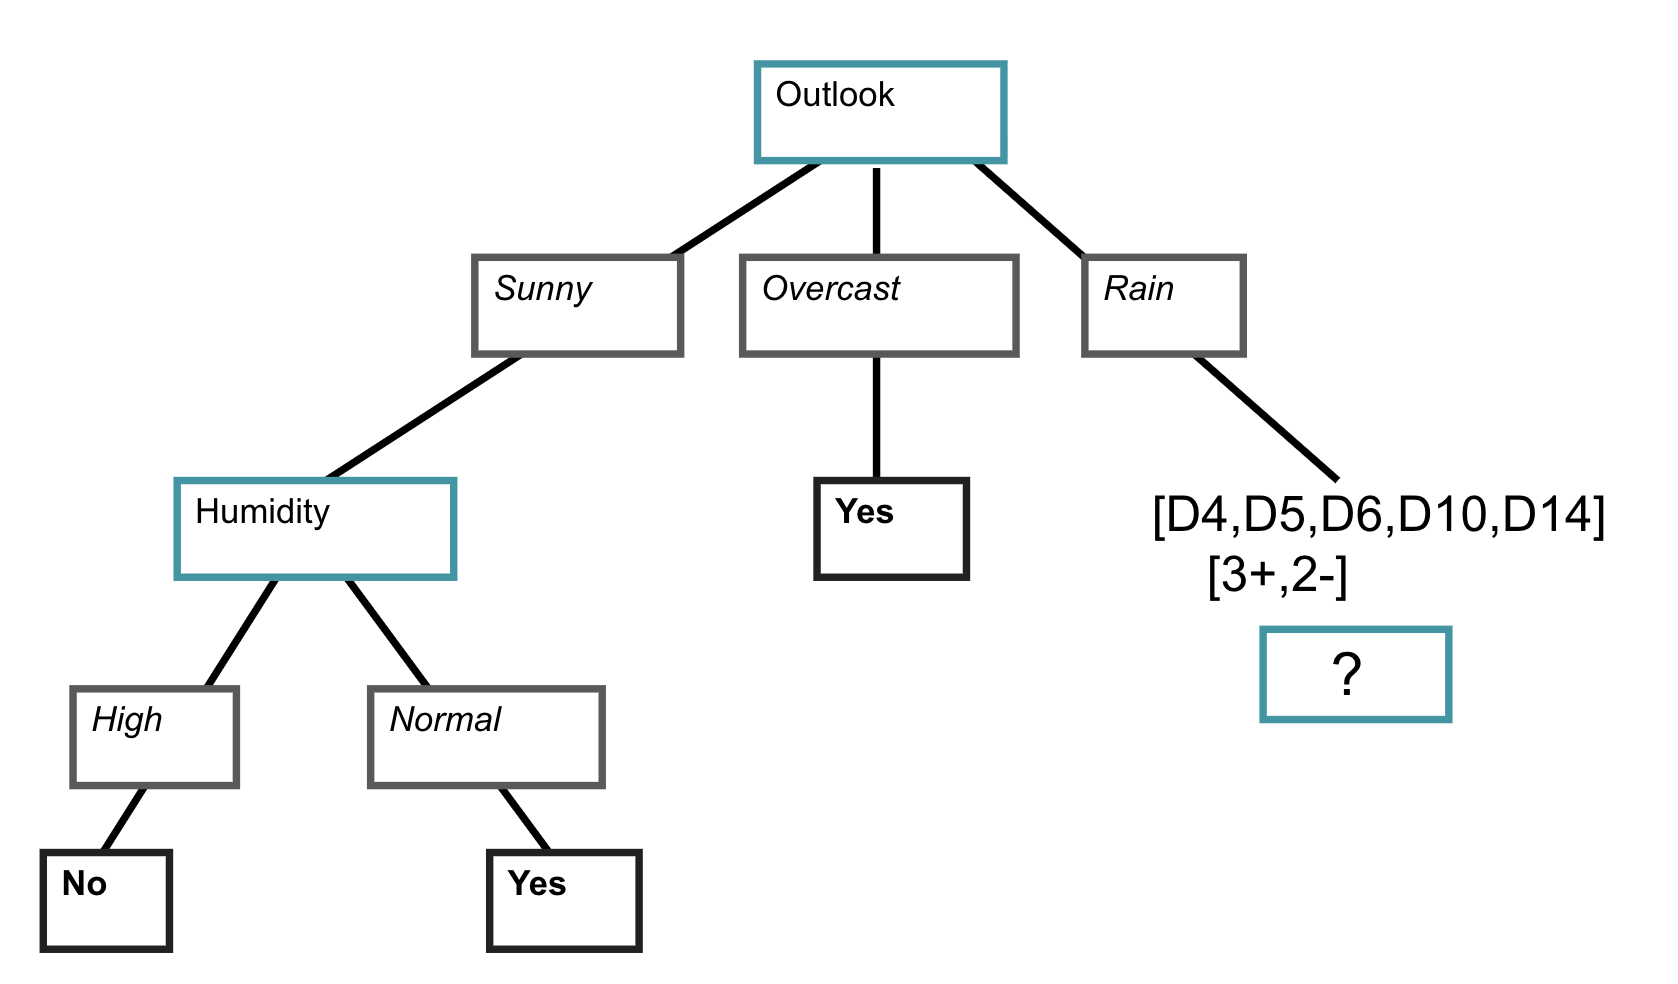 Outlook
Sunny
Overcast
Rain
Humidity
Yes
[D4,D5,D6,D10,D14]
[3+,2-]
?
High
Normal
No
Yes